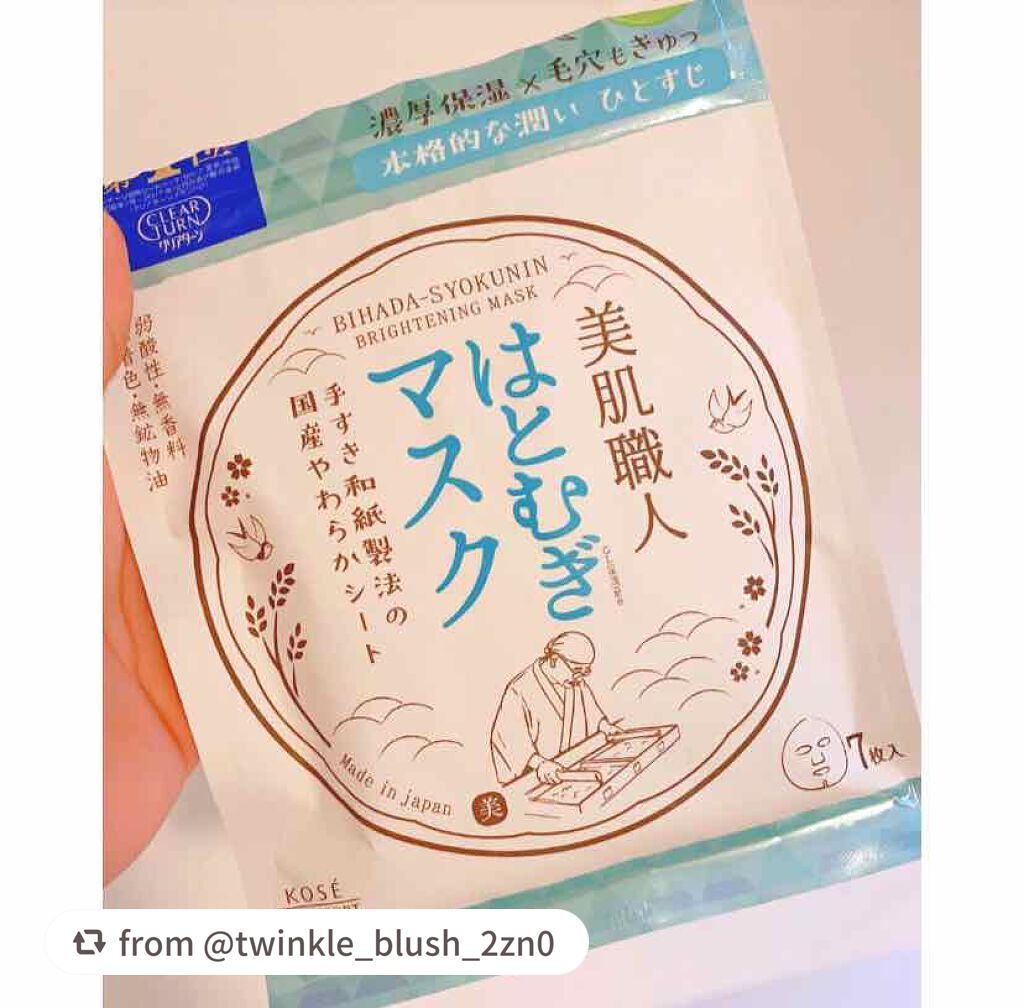 濃厚保湿×毛穴もぎゅっ
本格的な潤い ひとすじ
CLEAR
TURN
クリアターン
BIHADA-SYOKUNIN
BRIGHTENING MASK
美肌職人
はとむぎ
マスク
手すき和紙製法の
国産やわらかシート
弱酸性・無香料
着色・無鉱物油
Made in japan
美
7枚入
KOSÉ
from @twinkle_blush_2zn0